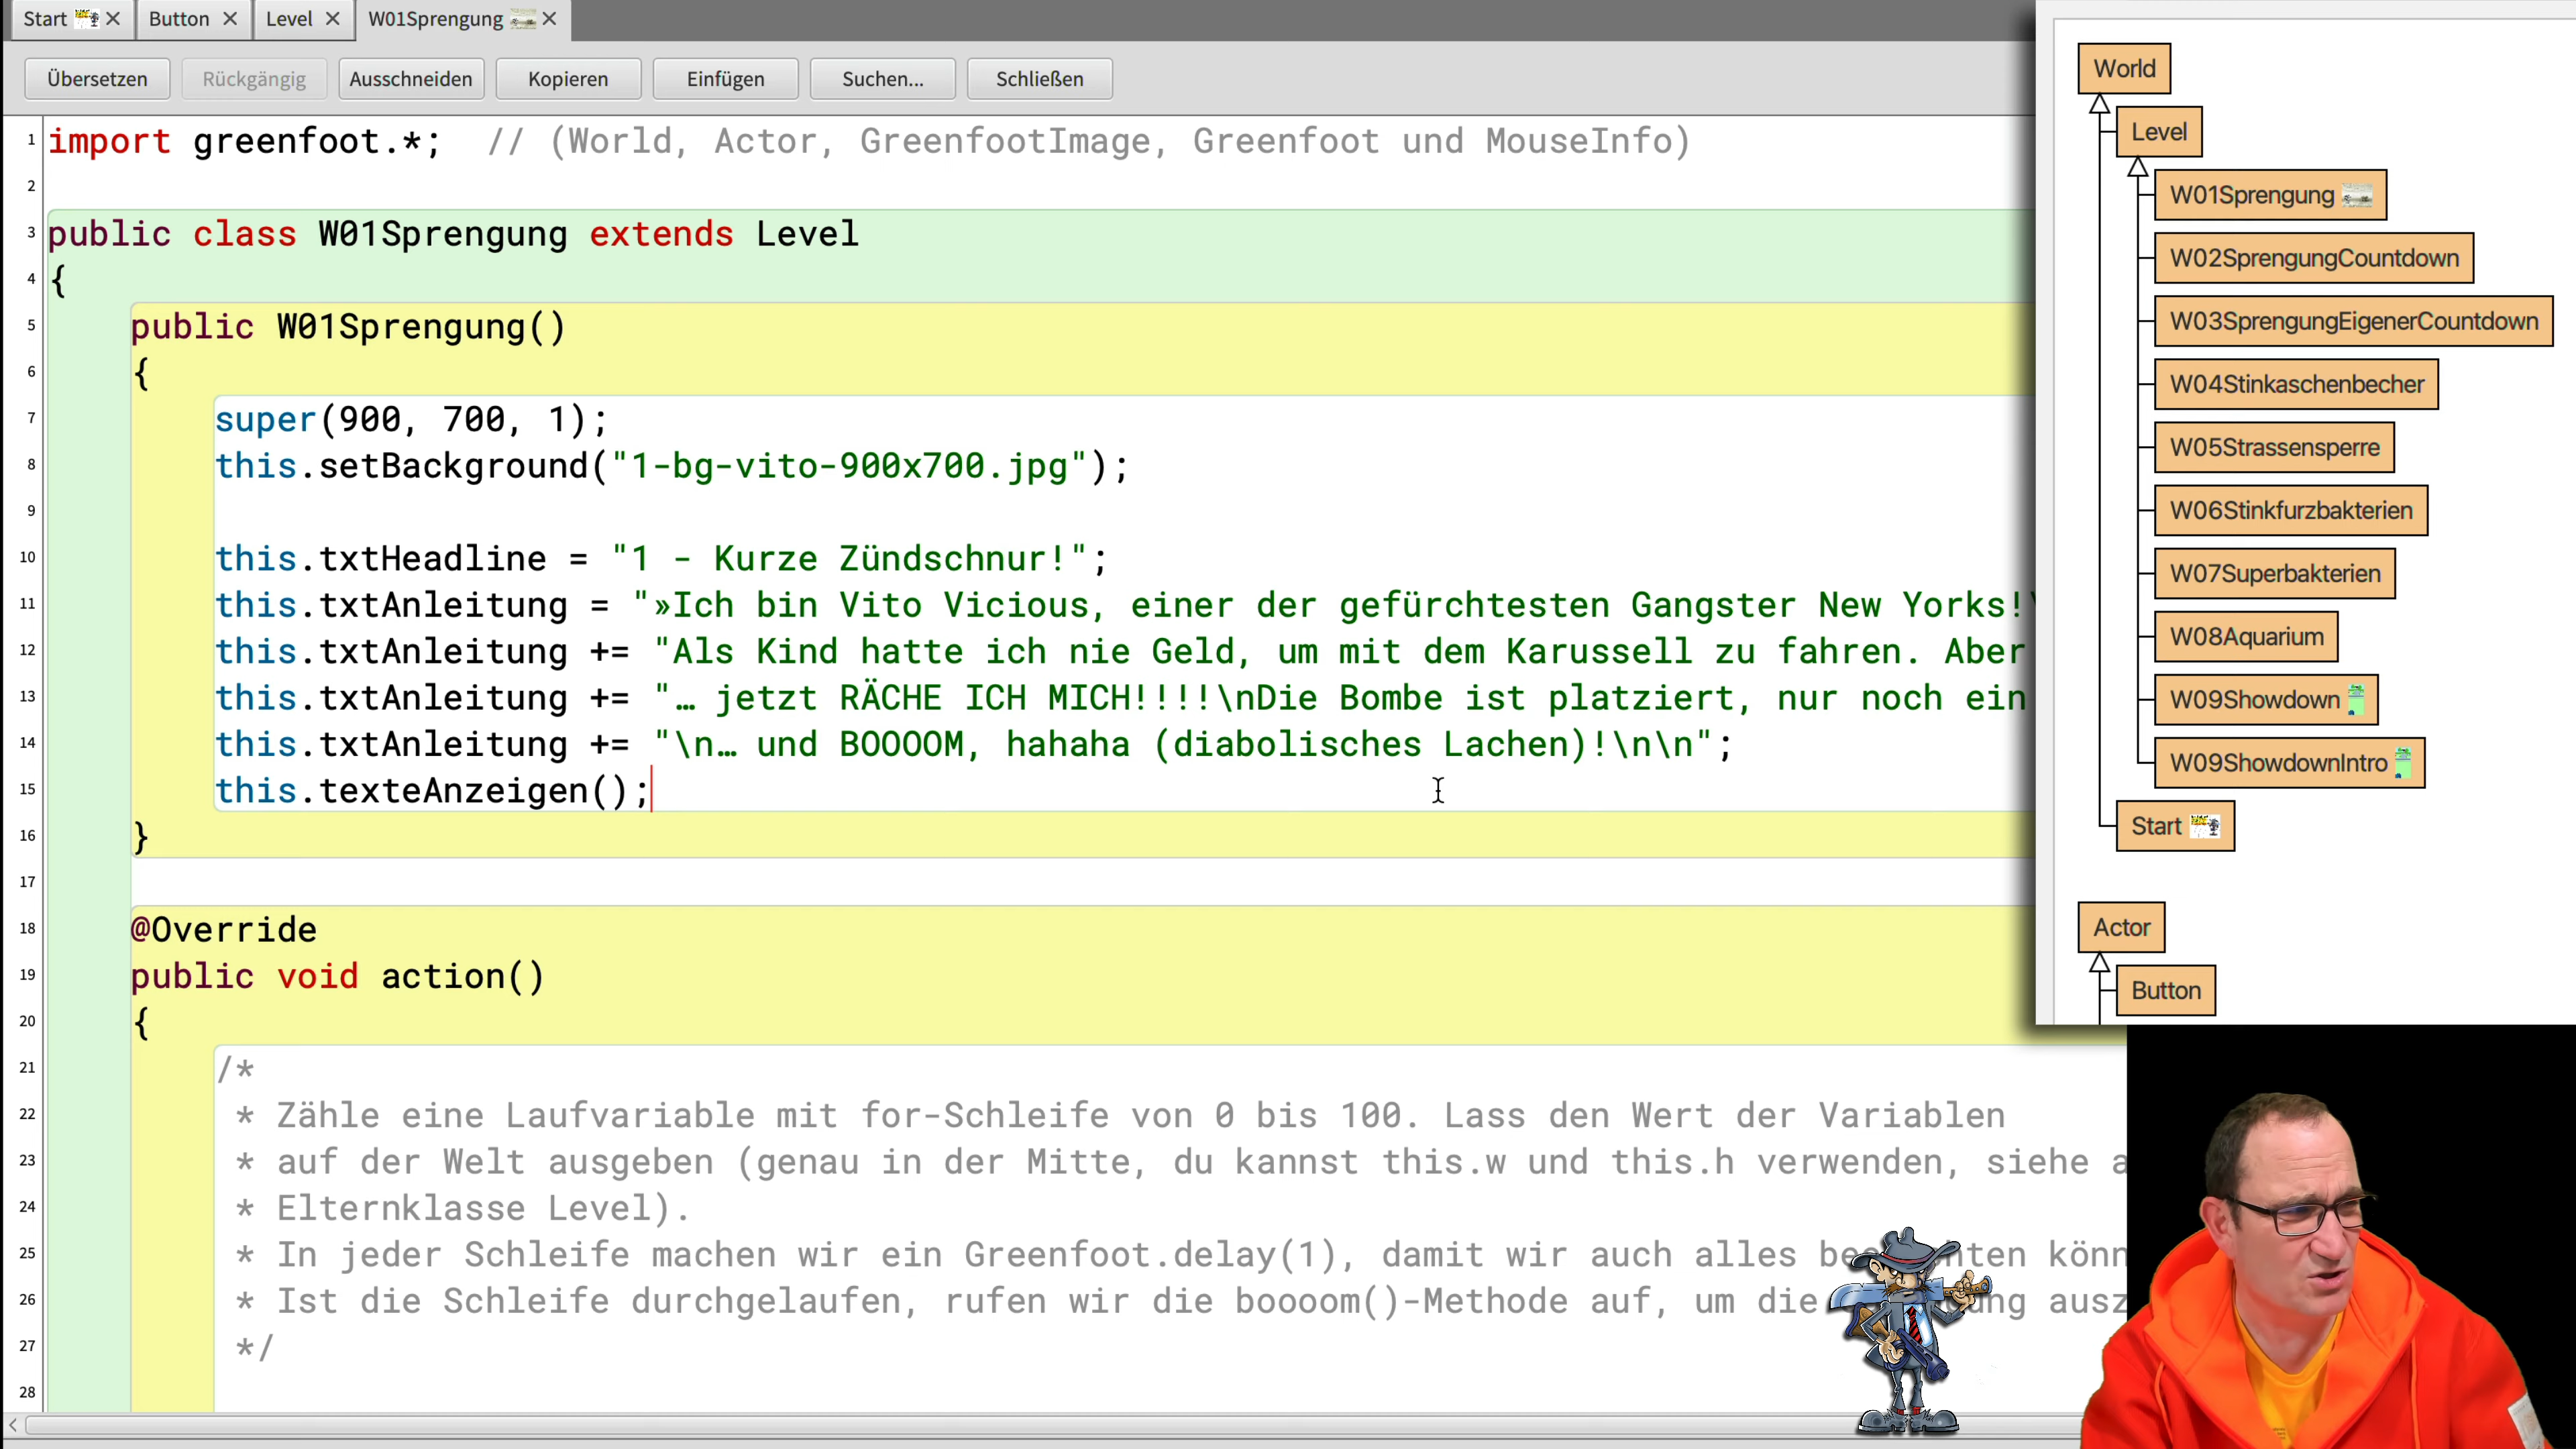 Start
Button
Level
W01Sprengung
Übersetzen
Rückgängig
Ausschneiden
Kopieren
Einfügen
Suchen...
Schließen
1 import greenfoot.*;  // (World, Actor, GreenfootImage, Greenfoot und MouseInfo)
2
3 public class W01Sprengung extends Level
4 {
5 public W01Sprengung()
6 {
7 super(900, 700, 1);
8 this.setBackground("1-bg-vito-900x700.jpg");
9
10 this.txtHeadline = "1 - Kurze Zündschnur!";
11 this.txtAnleitung = "»Ich bin Vito Vicious, einer der gefürchtesten Gangster New Yorks!\
12 this.txtAnleitung += "Als Kind hatte ich nie Geld, um mit dem Karussell zu fahren. Aber
13 this.txtAnleitung += "… jetzt RÄCHE ICH MICH!!!!\nDie Bombe ist platziert, nur noch ein
14 this.txtAnleitung += "\n… und BOOOOM, hahaha (diabolisches Lachen)!\n\n";
15 this.texteAnzeigen();
16 }
17
18 @Override
19 public void action()
20 {
21 /*
22 * Zähle eine Laufvariable mit for-Schleife von 0 bis 100. Lass den Wert der Variablen
23 * auf der Welt ausgeben (genau in der Mitte, du kannst this.w und this.h verwenden, siehe a
24 * Elternklasse Level).
25 * In jeder Schleife machen wir ein Greenfoot.delay(1), damit wir auch alles
26 * Ist die Schleife durchgelaufen, rufen wir die boooom()-Methode auf, um die
27 */
28
World
Level
W01Sprengung
W02SprengungCountdown
W03SprengungEigenerCountdown
W04Stinkaschenbecher
W05Strassensperre
W06Stinkfurzbakterien
W07Superbakterien
W08Aquarium
W09Showdown
W09ShowdownIntro
Start
Actor
Button